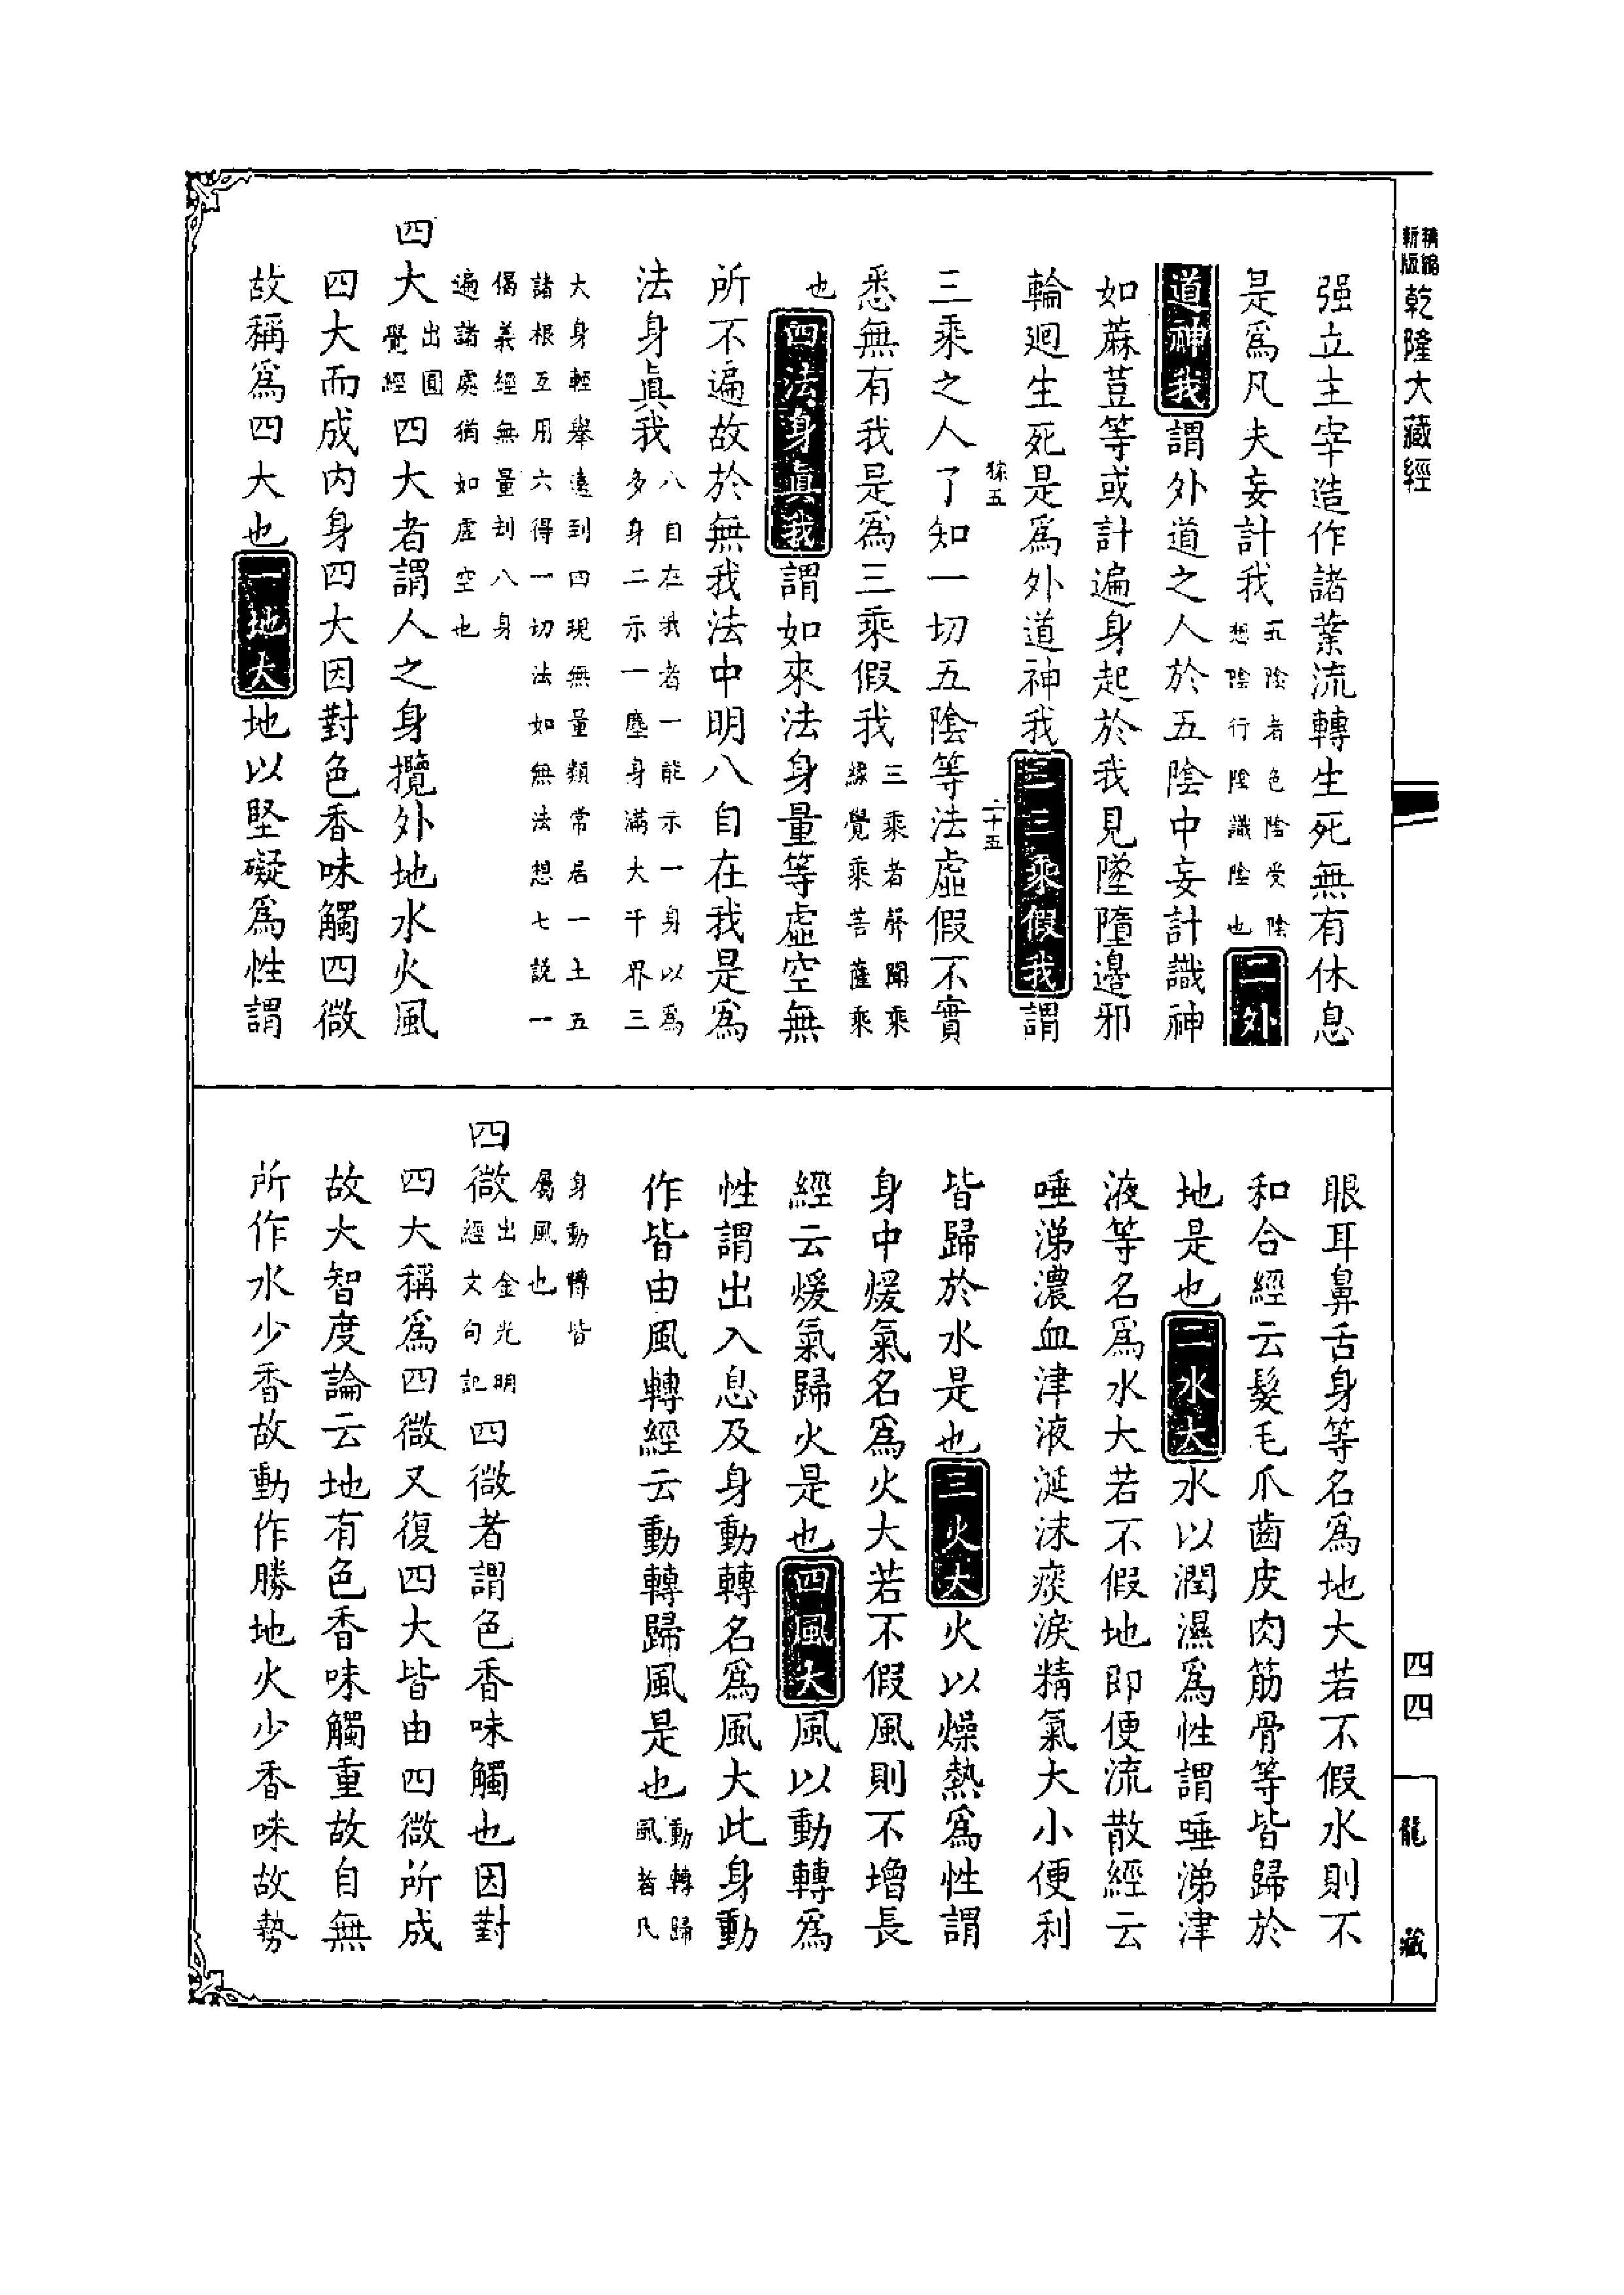 新版精編乾隆大藏經
强立主宰造作諸業流轉生死無有休息
是爲凡夫妄計我五陰者色陰受陰想陰行陰識陰也二外
道神我謂外道之人於五陰中妄計識神
如蔴荳等或計遍身起於我見墜墮邊邪
輪廻生死是爲外道神我三三乘假我謂
二十五
三乘之人了知一切五陰等法虛假不實
悉無有我是爲三乘假我三乘者聲聞乘緣覺乘菩薩乘
也四法身眞我謂如來法身量等虛空無
所不遍故於無我法中明八自在我是爲
法身眞我八自在我者一能示一身以爲多身二示一塵身滿大千界三
大身輕舉遠到四現無量類常居一土五
諸根互用六得一切法如無法想七説一
偈義經無量刦八身
遍諸處猶如虛空也
四大出圓覺經四大者謂人之身攬外地水火風
四大而成内身四大因對色香味觸四微
故稱爲四大也一地大地以堅礙爲性謂
眼耳鼻舌身等名爲地大若不假水則不
和合經云髮毛爪齒皮肉筋骨等皆歸於
地是也二水大水以潤濕爲性謂唾涕津
液等名爲水大若不假地即便流散經云
唾涕濃血津液涎沫痰淚精氣大小便利
皆歸於水是也三火大火以燥熱爲性謂
身中煖氣名爲火大若不假風則不增長
經云煖氣歸火是也四風大風以動轉爲
性謂出入息及身動轉名爲風大此身動
作皆由風轉經云動轉歸風是也動轉歸風者凡
身動轉皆
屬風也
四微出金光明經文句記四微者謂色香味觸也因對
四大稱爲四微又復四大皆由四微所成
故大智度論云地有色香味觸重故自無
所作水少香故動作勝地火少香味故勢
四四
龍藏